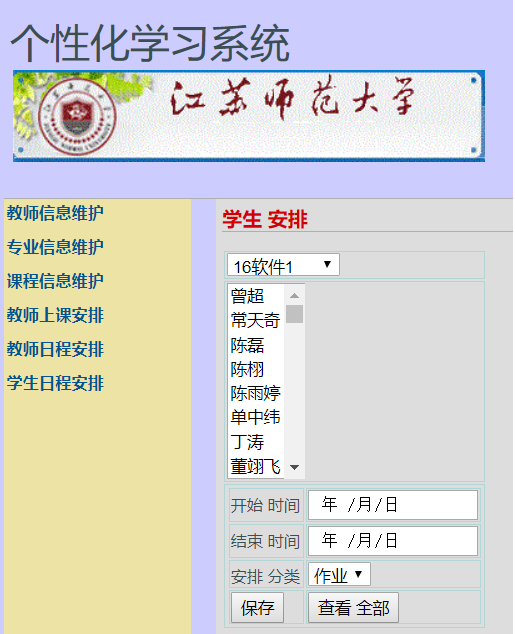 个性化学习系统
江苏师范大学
教师信息维护
专业信息维护
课程信息维护
教师上课安排
教师日程安排
学生日程安排
学生 安排
16软件1
曾超
常天奇
陈磊
陈栩
陈雨婷
单中纬
丁涛
董翊飞
开始 时间 年 /月/日
结束 时间 年 /月/日
安排 分类 作业
保存 查看 全部